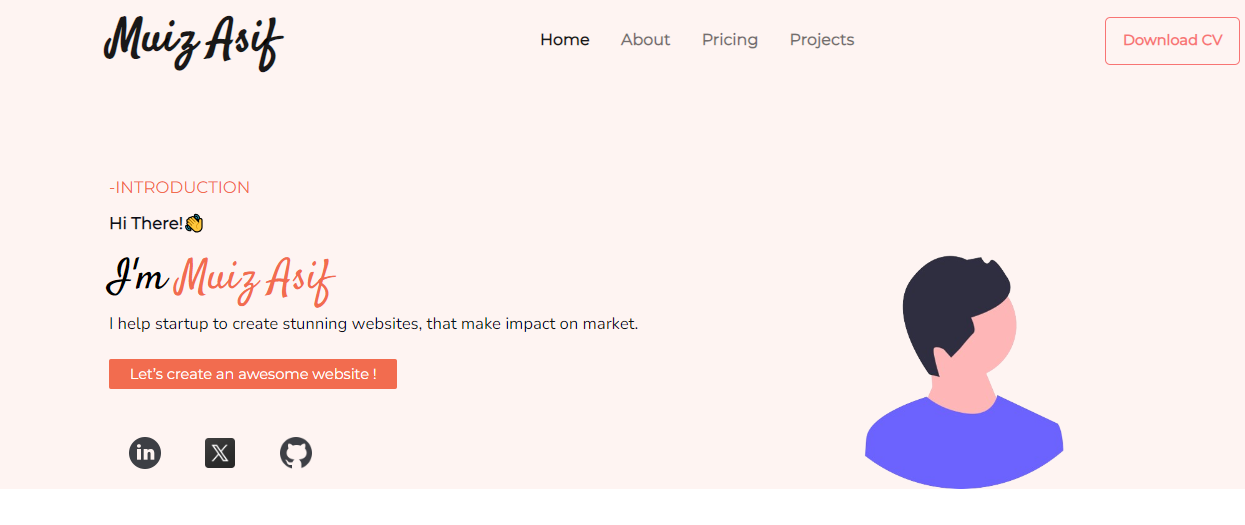 Muiz Asif
Home About Pricing Projects
Download CV
-INTRODUCTION
Hi There!👋
I'm Muiz Asif
I help startup to create stunning websites, that make impact on market.
Let's create an awesome website !
in X